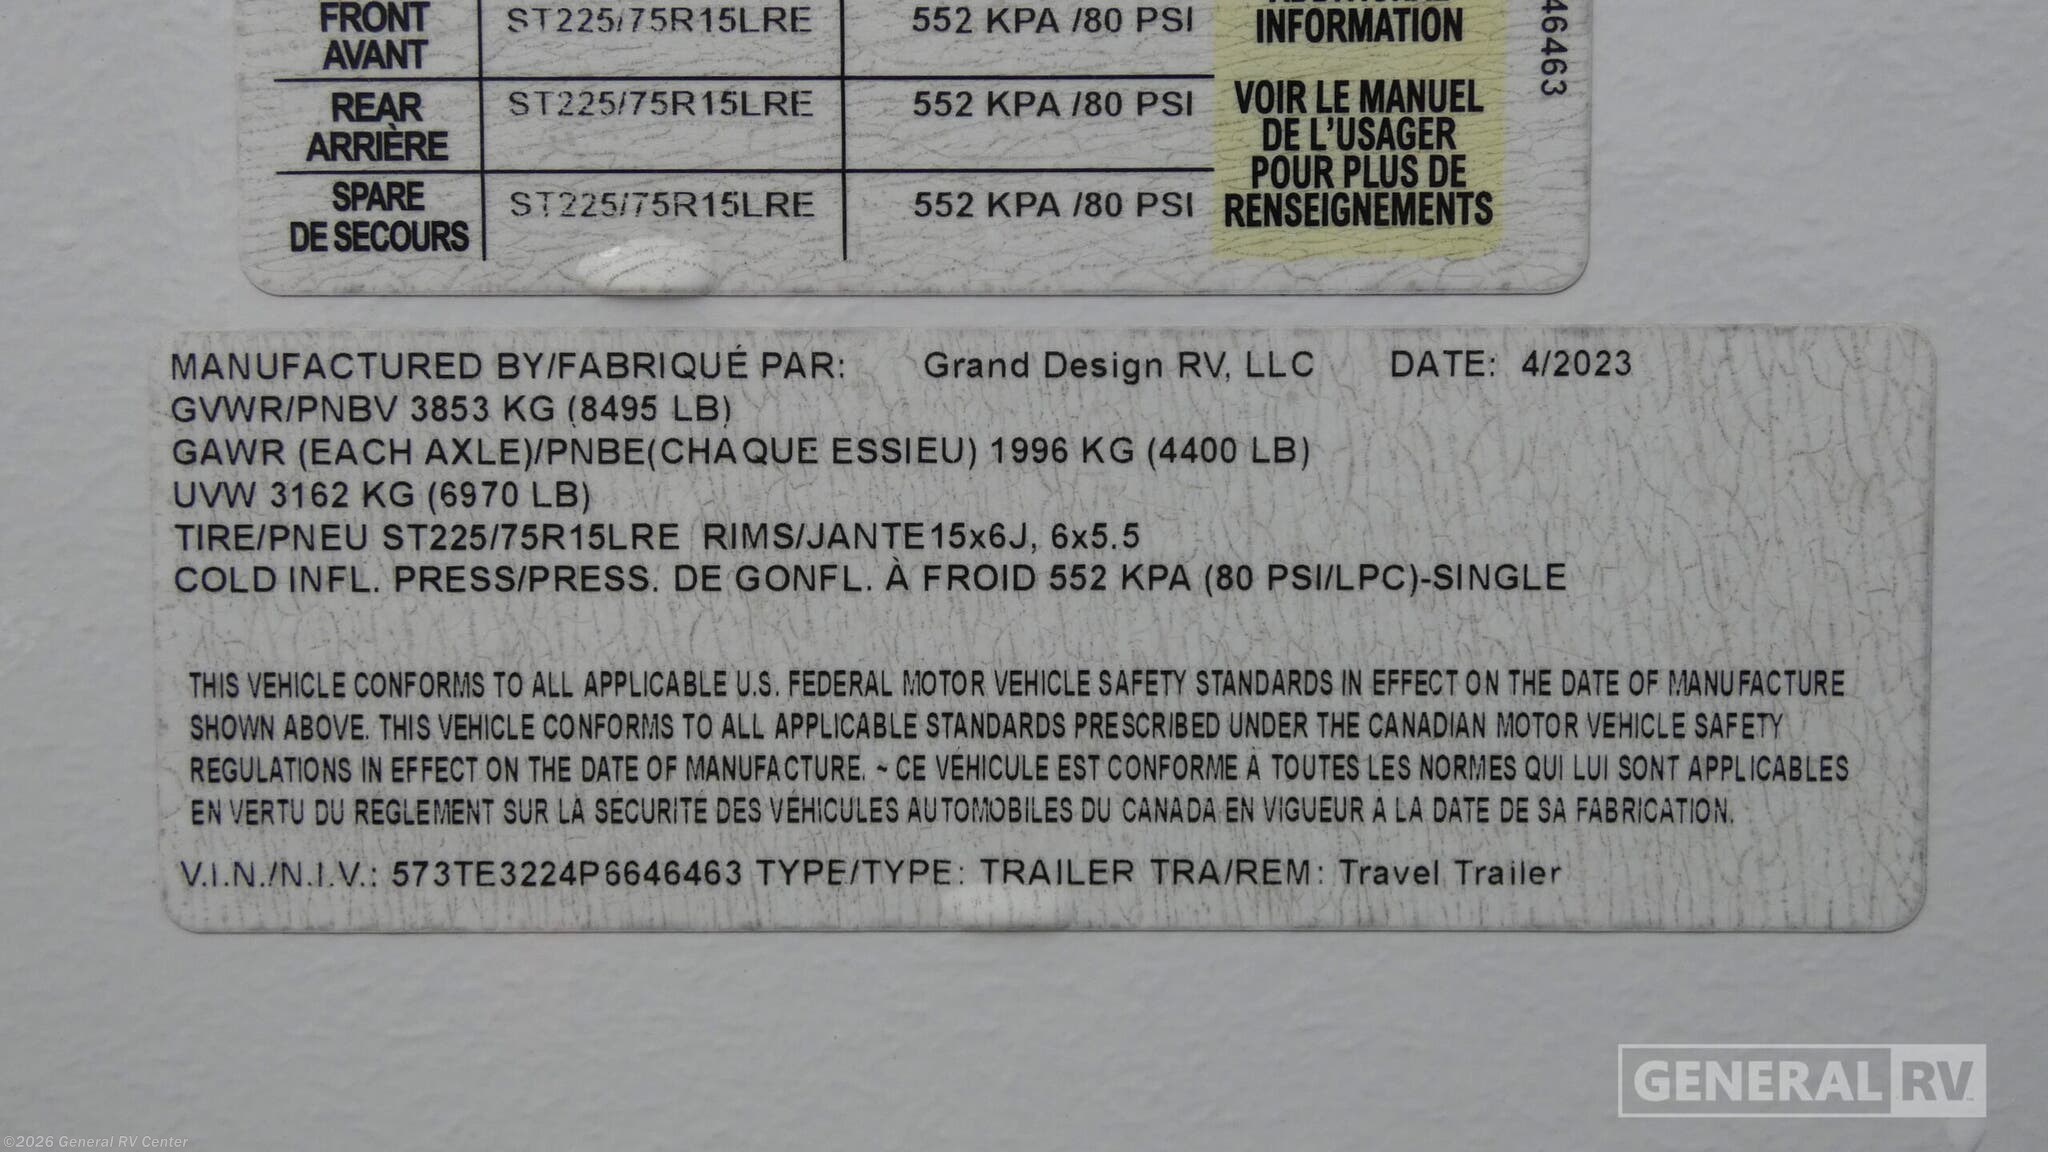 FRONT AVANT ST225/75R15LRE 552 KPA /80 PSI
INFORMATION
REAR ARRIÈRE ST225/75R15LRE 552 KPA /80 PSI
SPARE DE SECOURS ST225/75R15LRE 552 KPA /80 PSI
VOIR LE MANUEL
DE L'USAGER
POUR PLUS DE
RENSEIGNEMENTS
46463
MANUFACTURED BY/FABRIQUÉ PAR: Grand Design RV, LLC DATE: 4/2023
GVWR/PNBV 3853 KG (8495 LB)
GAWR (EACH AXLE)/PNBE(CHAQUE ESSIEU) 1996 KG (4400 LB)
UVW 3162 KG (6970 LB)
TIRE/PNEU ST225/75R15LRE RIMS/JANTE15x6J, 6x5.5
COLD INFL. PRESS/PRESS. DE GONFL. À FROID 552 KPA (80 PSI/LPC)-SINGLE
THIS VEHICLE CONFORMS TO ALL APPLICABLE U.S. FEDERAL MOTOR VEHICLE SAFETY STANDARDS IN EFFECT ON THE DATE OF MANUFACTURE
SHOWN ABOVE. THIS VEHICLE CONFORMS TO ALL APPLICABLE STANDARDS PRESCRIBED UNDER THE CANADIAN MOTOR VEHICLE SAFETY
REGULATIONS IN EFFECT ON THE DATE OF MANUFACTURE. ~ CE VÉHICULE EST CONFORME À TOUTES LES NORMES QUI LUI SONT APPLICABLES
EN VERTU DU RÈGLEMENT SUR LA SÉCURITÉ DES VÉHICULES AUTOMOBILES DU CANADA EN VIGUEUR À LA DATE DE SA FABRICATION.
V.I.N./N.I.V.: 573TE3224P6646463 TYPE/TYPE: TRAILER TRA/REM: Travel Trailer
GENERAL RV
©2026 General RV Center